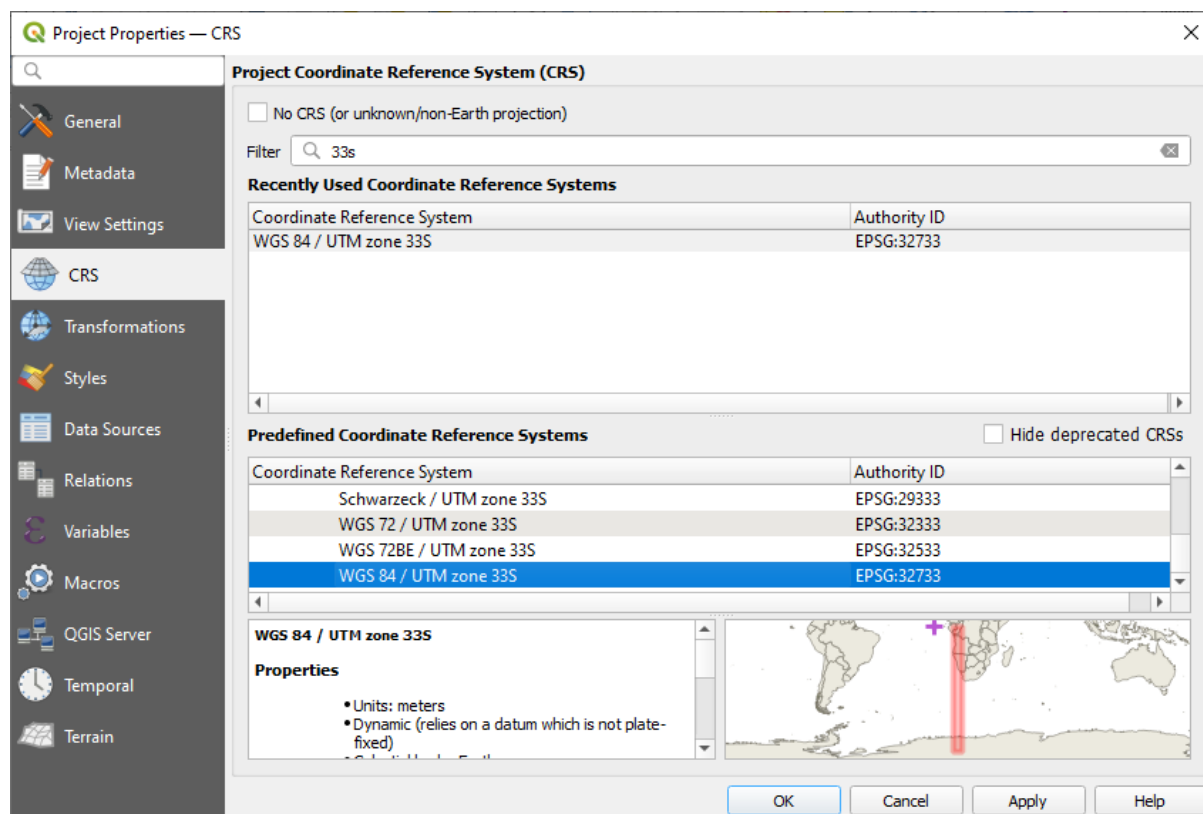 Project Properties — CRS
Project Coordinate Reference System (CRS)
General
Metadata
View Settings
CRS
Transformations
Styles
Data Sources
Relations
Variables
Macros
QGIS Server
Temporal
Terrain
No CRS (or unknown/non-Earth projection)
Filter 33s
Recently Used Coordinate Reference Systems
Coordinate Reference System Authority ID
WGS 84 / UTM zone 33S EPSG:32733
Predefined Coordinate Reference Systems Hide deprecated CRSs
Coordinate Reference System Authority ID
Schwarzeck / UTM zone 33S EPSG:29333
WGS 72 / UTM zone 33S EPSG:32333
WGS 72BE / UTM zone 33S EPSG:32533
WGS 84 / UTM zone 33S EPSG:32733
WGS 84 / UTM zone 33S
Properties
• Units: meters
• Dynamic (relies on a datum which is not plate-
fixed)
OK Cancel Apply Help